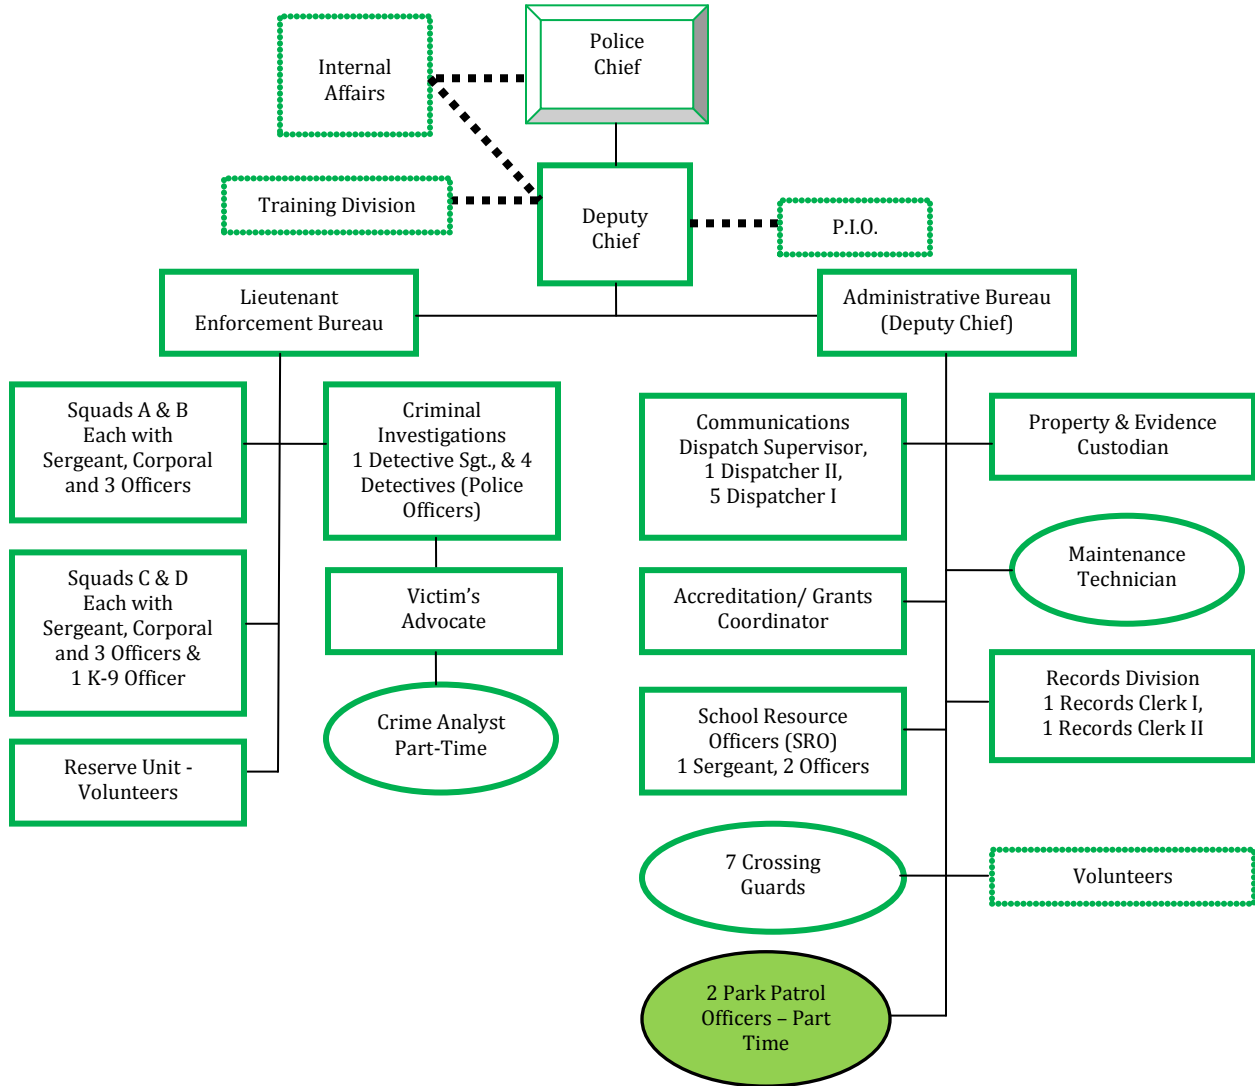 Police
Chief
Internal
Affairs
Training Division
Deputy
Chief
P.I.O.
Lieutenant
Enforcement Bureau
Administrative Bureau
(Deputy Chief)
Squads A & B
Each with
Sergeant, Corporal
and 3 Officers
Criminal
Investigations
1 Detective Sgt., & 4
Detectives (Police
Officers)
Communications
Dispatch Supervisor,
1 Dispatcher II,
5 Dispatcher I
Property & Evidence
Custodian
Squads C & D
Each with
Sergeant, Corporal
and 3 Officers &
1 K-9 Officer
Victim’s
Advocate
Accreditation/ Grants
Coordinator
Maintenance
Technician
Crime Analyst
Part-Time
School Resource
Officers (SRO)
1 Sergeant, 2 Officers
Records Division
1 Records Clerk I,
1 Records Clerk II
Reserve Unit -
Volunteers
7 Crossing
Guards
Volunteers
2 Park Patrol
Officers – Part
Time